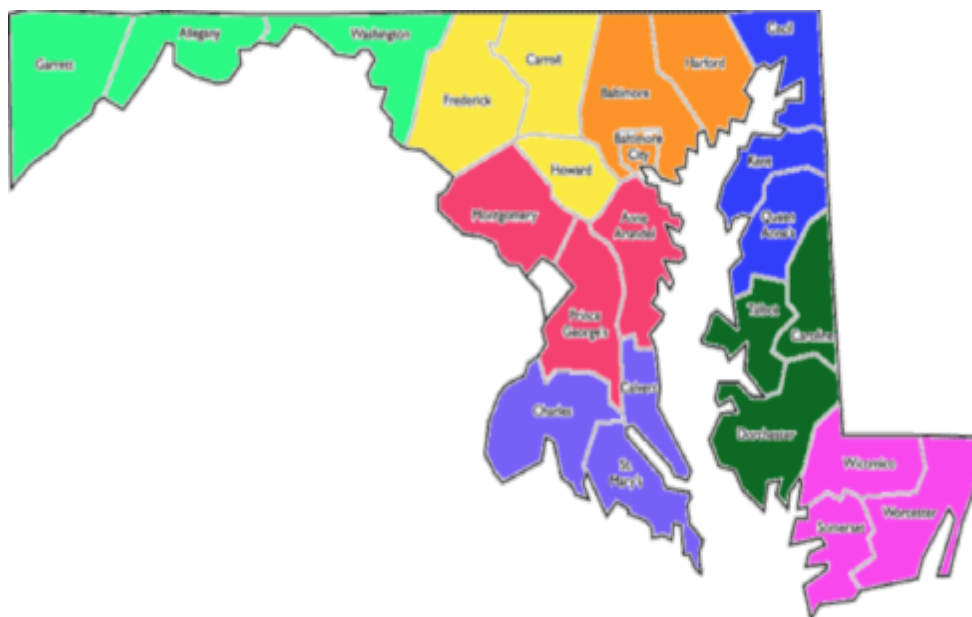 Garrett
Allegany
Washington
Frederick
Carroll
Baltimore
Harford
Cecil
Baltimore
City
Howard
Kent
Montgomery
Anne
Arundel
Queen
Anne's
Prince
George's
Talbot
Caroline
Charles
Calvert
Dorchester
St.
Mary's
Wicomico
Somerset
Worcester